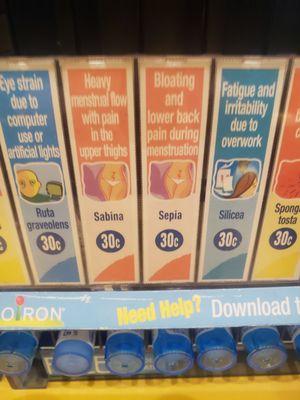 Eye strain
due to
computer
use or
artificial lights
Ruta
graveolens
30c
Heavy
menstrual flow
with pain
in the
upper thighs
Sabina
30c
Bloating
and
lower back
pain during
menstruation
Sepia
30c
Fatigue and
irritability
due to
overwork
Silicea
30c
Spong
tosta
30c
OIRON
Need Help? Download t